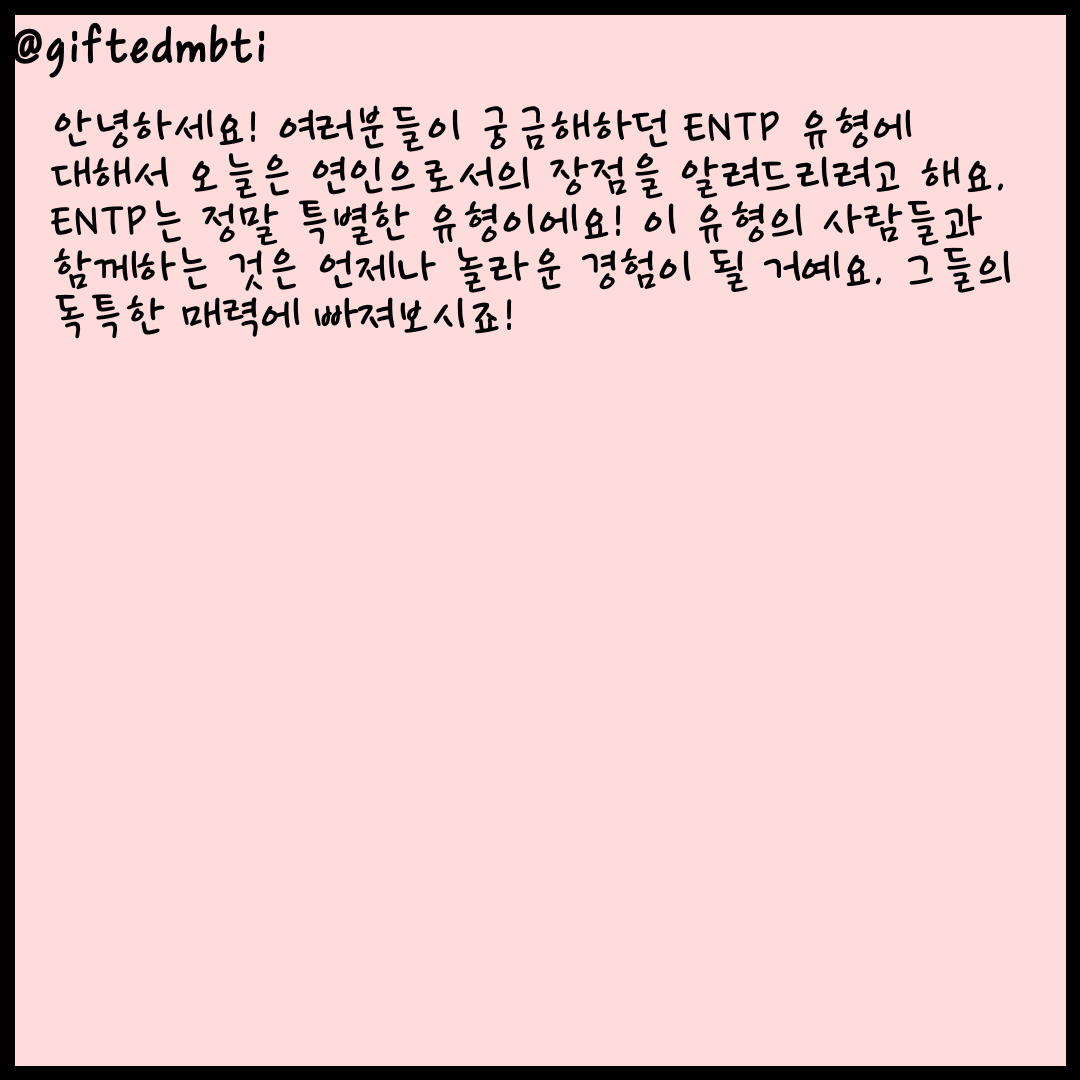 @giftedmbti
안녕하세요! 여러분들이 궁금해하던 ENTP 유형에
대해서 오늘은 연인으로서의 장점을 알려드리려고 해요.
ENTP는 정말 특별한 유형이에요! 이 유형의 사람들과
함께하는 것은 언제나 놀라운 경험이 될 거예요. 그들의
독특한 매력에 빠져보시죠!